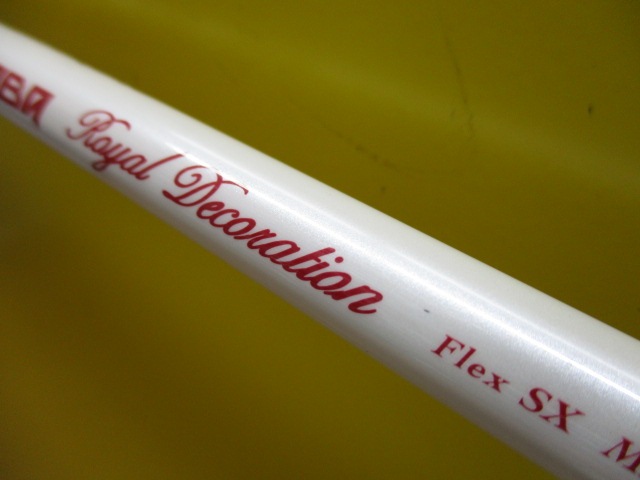 Royal Decoration Flex SX